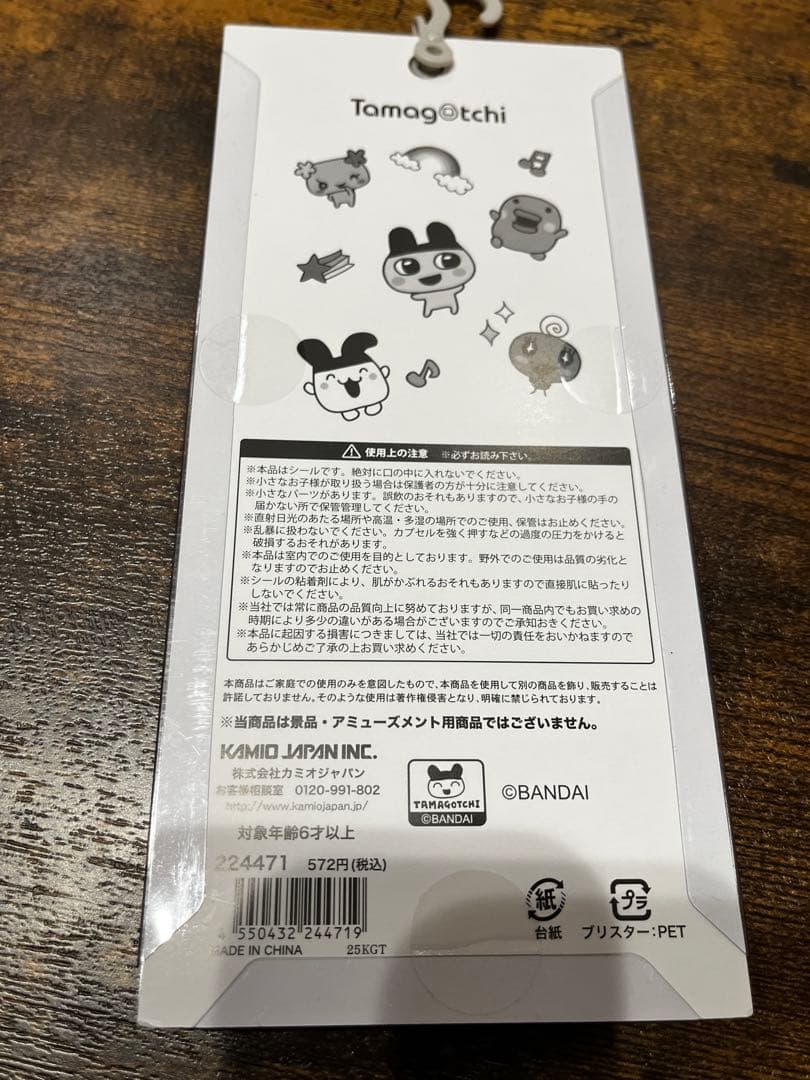 Tamagotchi
⚠ 使用上の注意 ※必ずお読み下さい。
※本品はシールです。絶対に口の中に入れないでください。
※小さなお子様が取り扱う場合は保護者の方が十分に注意してください。
※小さなパーツがあります。誤飲のおそれもありますので、小さなお子様の手の
届かない所で保管管理してください。
※直射日光のあたる場所や高温・多湿の場所でのご使用、保管はお止めください。
※乱暴に扱わないでください。カプセルを強く押すなどの過度の圧力をかけると
破損するおそれがあります。
※本品は室内でのご使用を目的としております。野外でのご使用は品質の劣化と
なりますのでお止めください。
※シールの粘着剤により、肌がかぶれるおそれもありますので直接肌に貼ったり
しないでください。
※当社では常に商品の品質向上に努めておりますが、同一商品内でもお買い求めの
時期により多少の違いがある場合がございますのでご承知おきください。
※本品に起因する損害につきましては、当社では一切の責任をおいかねますので
あらかじめご了承の上お買い求めください。
本商品はご家庭での使用のみを意図したもので、本商品を使用して別の商品を飾り、販売することは
許諾しておりません。そのような使用は著作権侵害となり、明確に禁じられております。
※当商品は景品・アミューズメント用商品ではございません。
KAMIO JAPAN INC.
株式会社カミオジャパン
お客様相談室 0120-991-802
http://www.kamiojapan.jp/
TAMAGOTCHI
©BANDAI
©BANDAI
対象年齢6才以上
224471 572円(税込)
4 550432 244719
MADE IN CHINA 25KGT
紙
台紙
プラ
ブリスター:PET